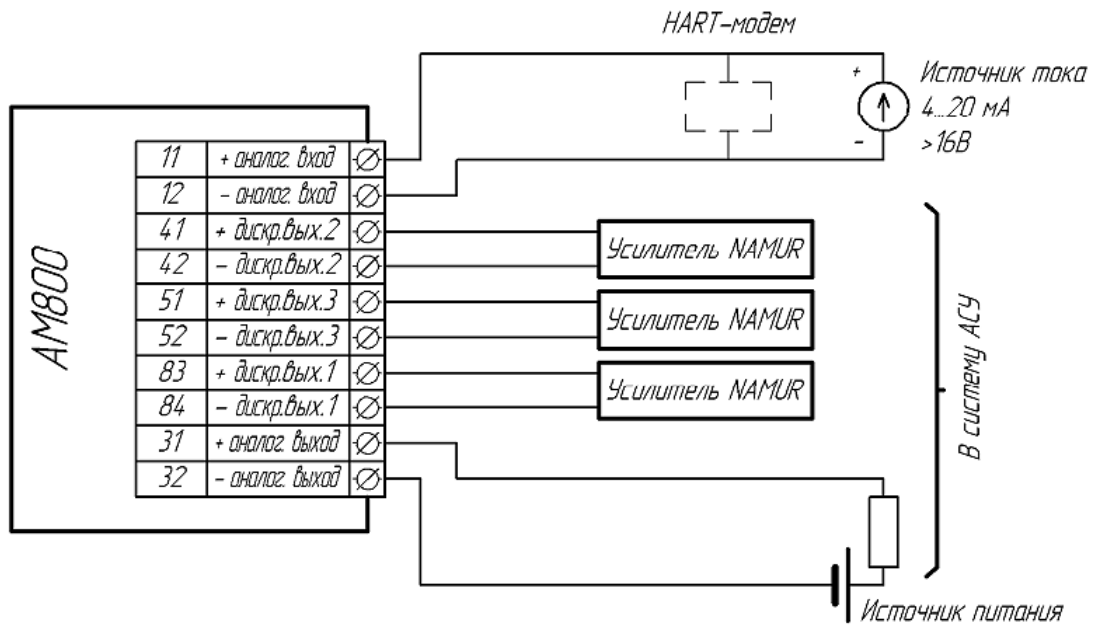 HART-модем
+
Источник тока
4...20 мА
>16В
-
АМ800
11 + аналог. вход
12 - аналог. вход
41 + дискр.вых.2
42 - дискр.вых.2
51 + дискр.вых.3
52 - дискр.вых.3
83 + дискр.вых.1
84 - дискр.вых.1
31 + аналог. выход
32 - аналог. выход
Усилитель NAMUR
Усилитель NAMUR
Усилитель NAMUR
В систему АСУ
Источник питания